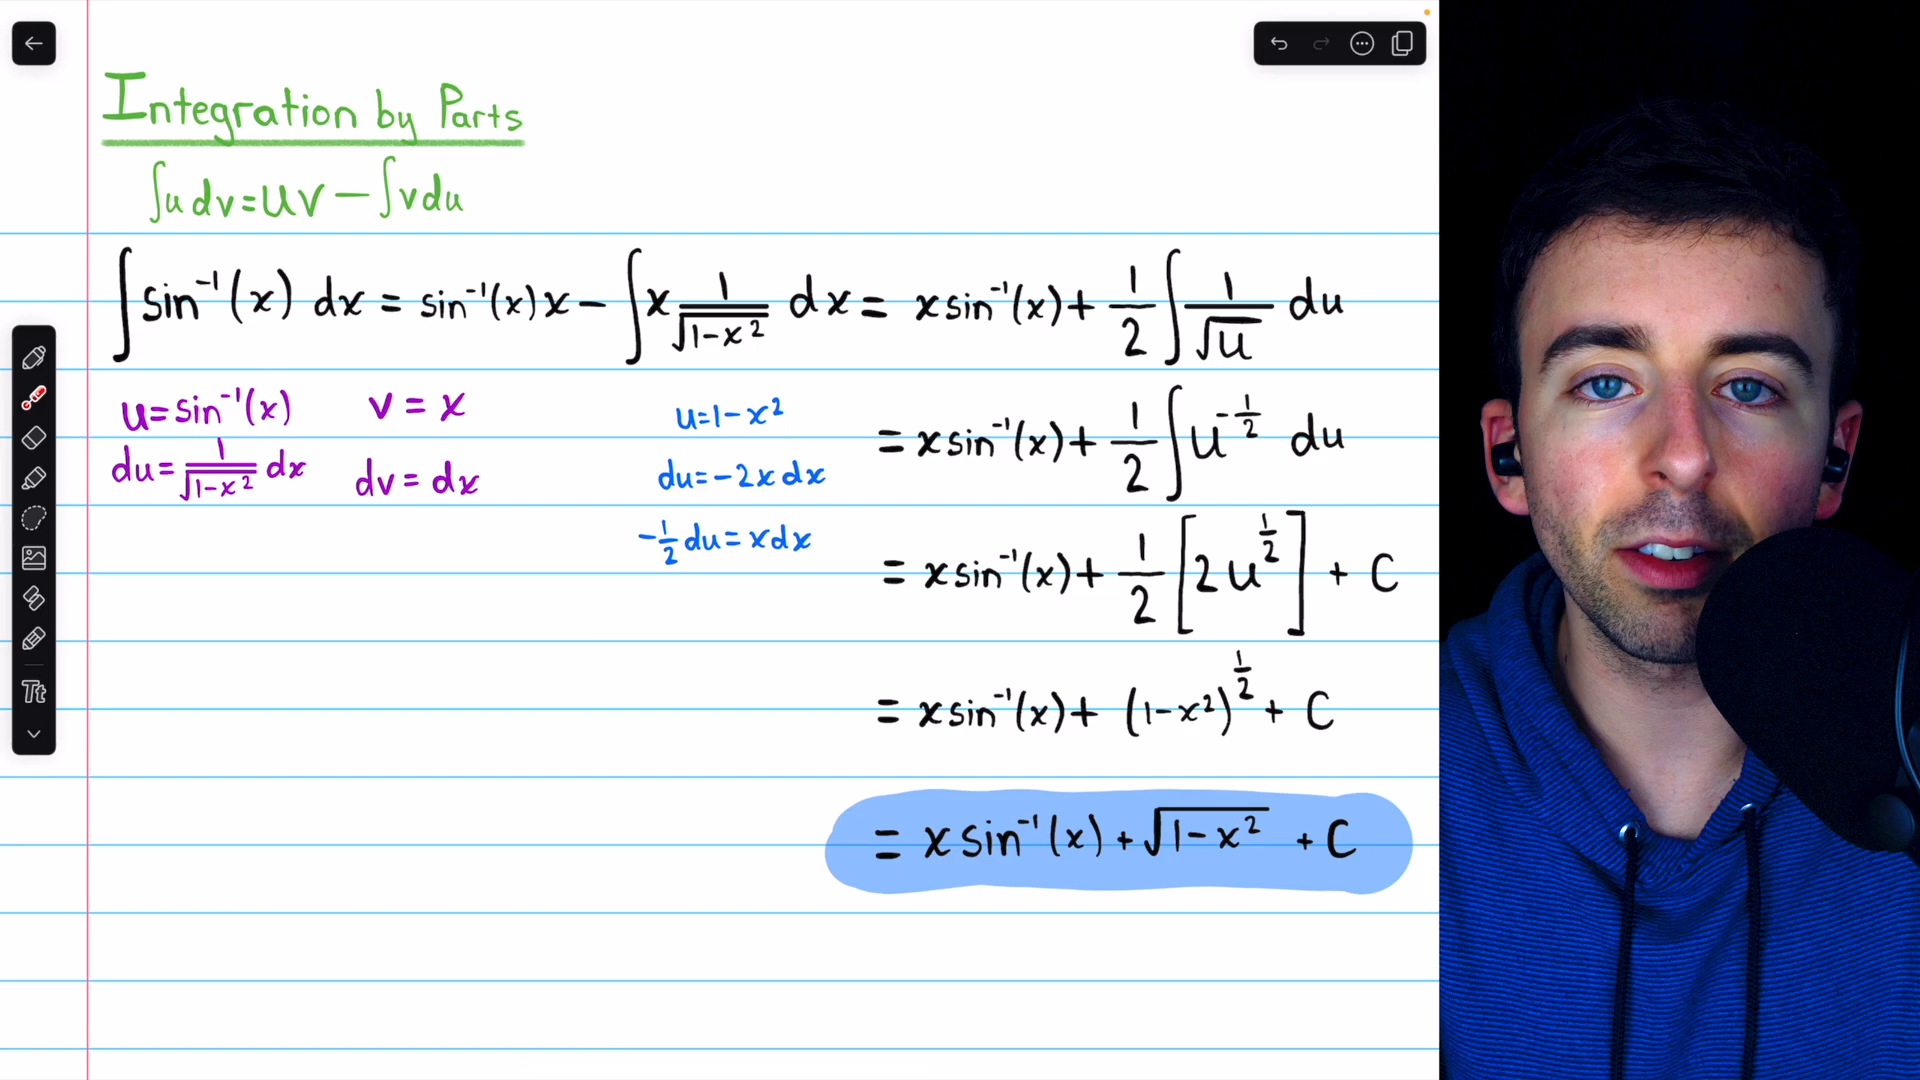 Integration by Parts
∫u dv = uv − ∫v du
∫ sin⁻¹(x) dx = sin⁻¹(x) x − ∫ x 1/√(1−x²) dx = x sin⁻¹(x) + 1/2 ∫ 1/√u du
u = sin⁻¹(x) v = x
du = 1/√(1−x²) dx dv = dx
u = 1−x²
du = −2x dx
−1/2 du = x dx
= x sin⁻¹(x) + 1/2 ∫ u^(−1/2) du
= x sin⁻¹(x) + 1/2 [2u^(1/2)] + C
= x sin⁻¹(x) + (1−x²)^(1/2) + C
= x sin⁻¹(x) + √(1−x²) + C
Tt